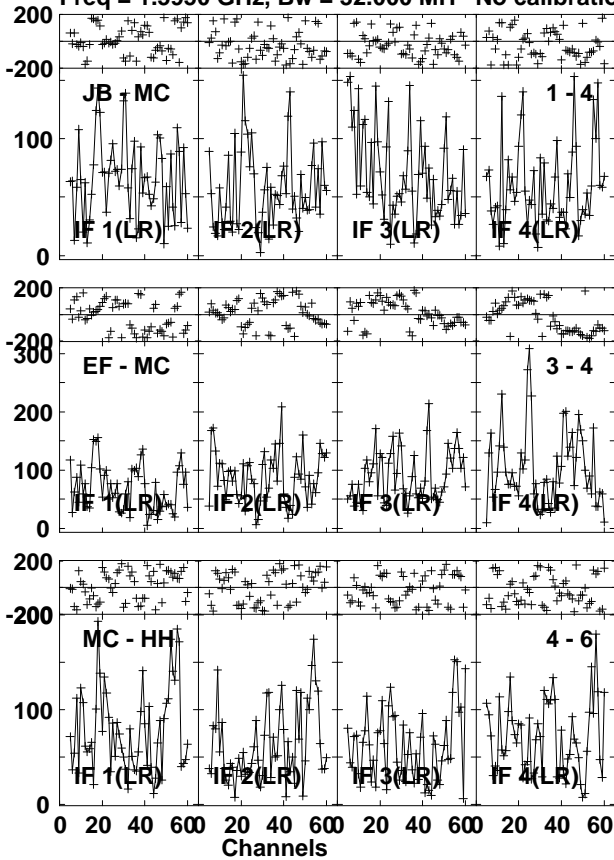 Freq = 1.5950 GHz, Bw = 32.000 MH No calibratio
200
-200
JB - MC 1 - 4
100
0
IF 1(LR) IF 2(LR) IF 3(LR) IF 4(LR)
200
-200
300
EF - MC 3 - 4
200
100
0
IF 1(LR) IF 2(LR) IF 3(LR) IF 4(LR)
200
-200
MC - HH 4 - 6
100
0
IF 1(LR) IF 2(LR) IF 3(LR) IF 4(LR)
0 20 40 60 0 20 40 60 0 20 40 60 0 20 40 60
Channels